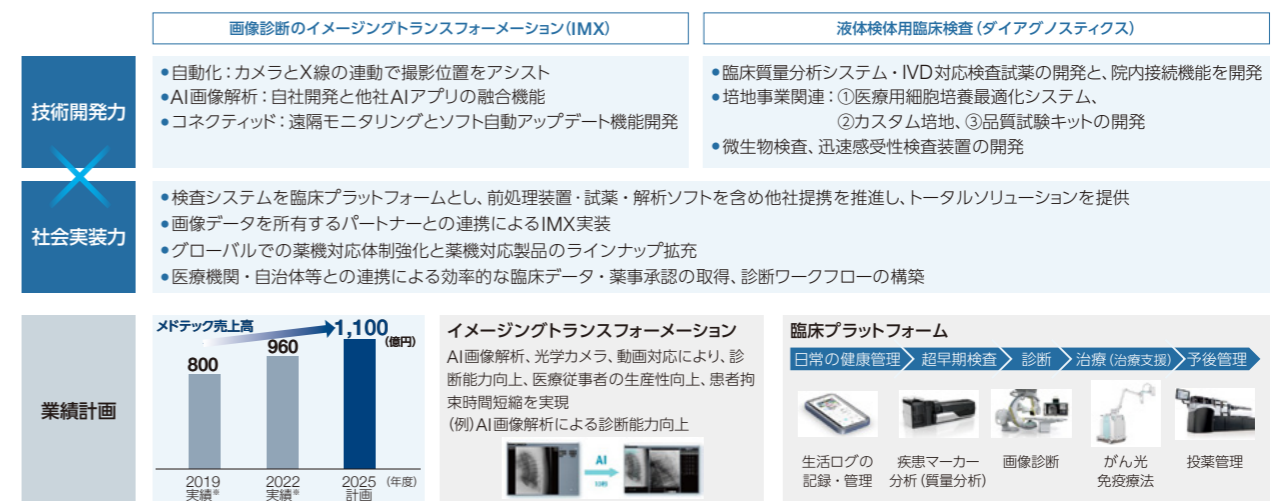 画像診断のイメージングトランスフォーメーション(IMX)
液体検体用臨床検査(ダイアグノスティクス)
技術開発力
●自動化:カメラとX線の連動で撮影位置をアシスト
●AI画像解析:自社開発と他社AIアプリの融合機能
●コネクティッド:遠隔モニタリングとソフト自動アップデート機能開発
●臨床質量分析システム・IVD対応検査試薬の開発と、院内接続機能を開発
●培地事業関連:①医療用細胞培養最適化システム、
②カスタム培地、③品質試験キットの開発
●微生物検査、迅速感受性検査装置の開発
社会実装力
●検査システムを臨床プラットフォームとし、前処理装置・試薬・解析ソフトを含め他社提携を推進し、トータルソリューションを提供
●画像データを所有するパートナーとの連携によるIMX実装
●グローバルでの薬機対応体制強化と薬機対応製品のラインナップ拡充
●医療機関・自治体等との連携による効率的な臨床データ・薬事承認の取得、診断ワークフローの構築
業績計画
メドテック売上高
1,100
(億円)
960
800
2019
実績※
2022
実績※
2025
計画
(年度)
イメージングトランスフォーメーション
AI画像解析、光学カメラ、動画対応により、診
断能力向上、医療従事者の生産性向上、患者拘
束時間短縮を実現
(例)AI画像解析による診断能力向上
AI
臨床プラットフォーム
日常の健康管理
超早期検査
診断
治療(治療支援)
予後管理
生活ログの
記録・管理
疾患マーカー
分析(質量分析)
画像診断
がん光
免疫療法
投薬管理